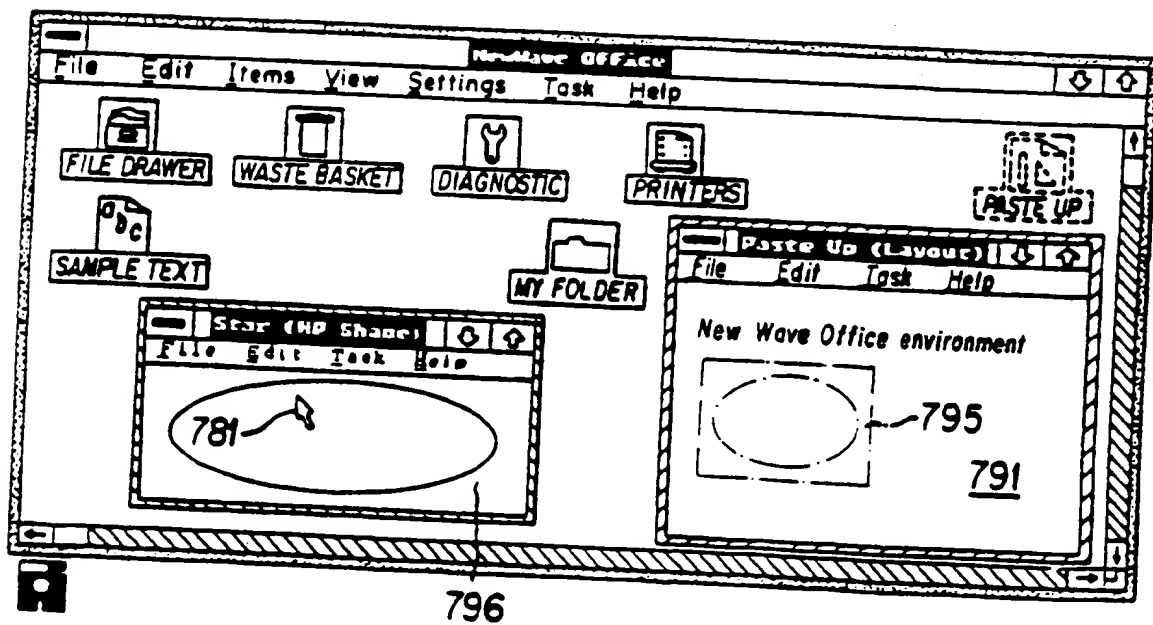 NewWave Office
File Edit Items View Settings Task Help
FILE DRAWER WASTE BASKET DIAGNOSTIC PRINTERS PASTE UP
abc
SAMPLE TEXT MY FOLDER
Paste Up (Layout)
File Edit Task Help
Star (HP Shape)
File Edit Task Help
New Wave Office environment
781
795
791
796